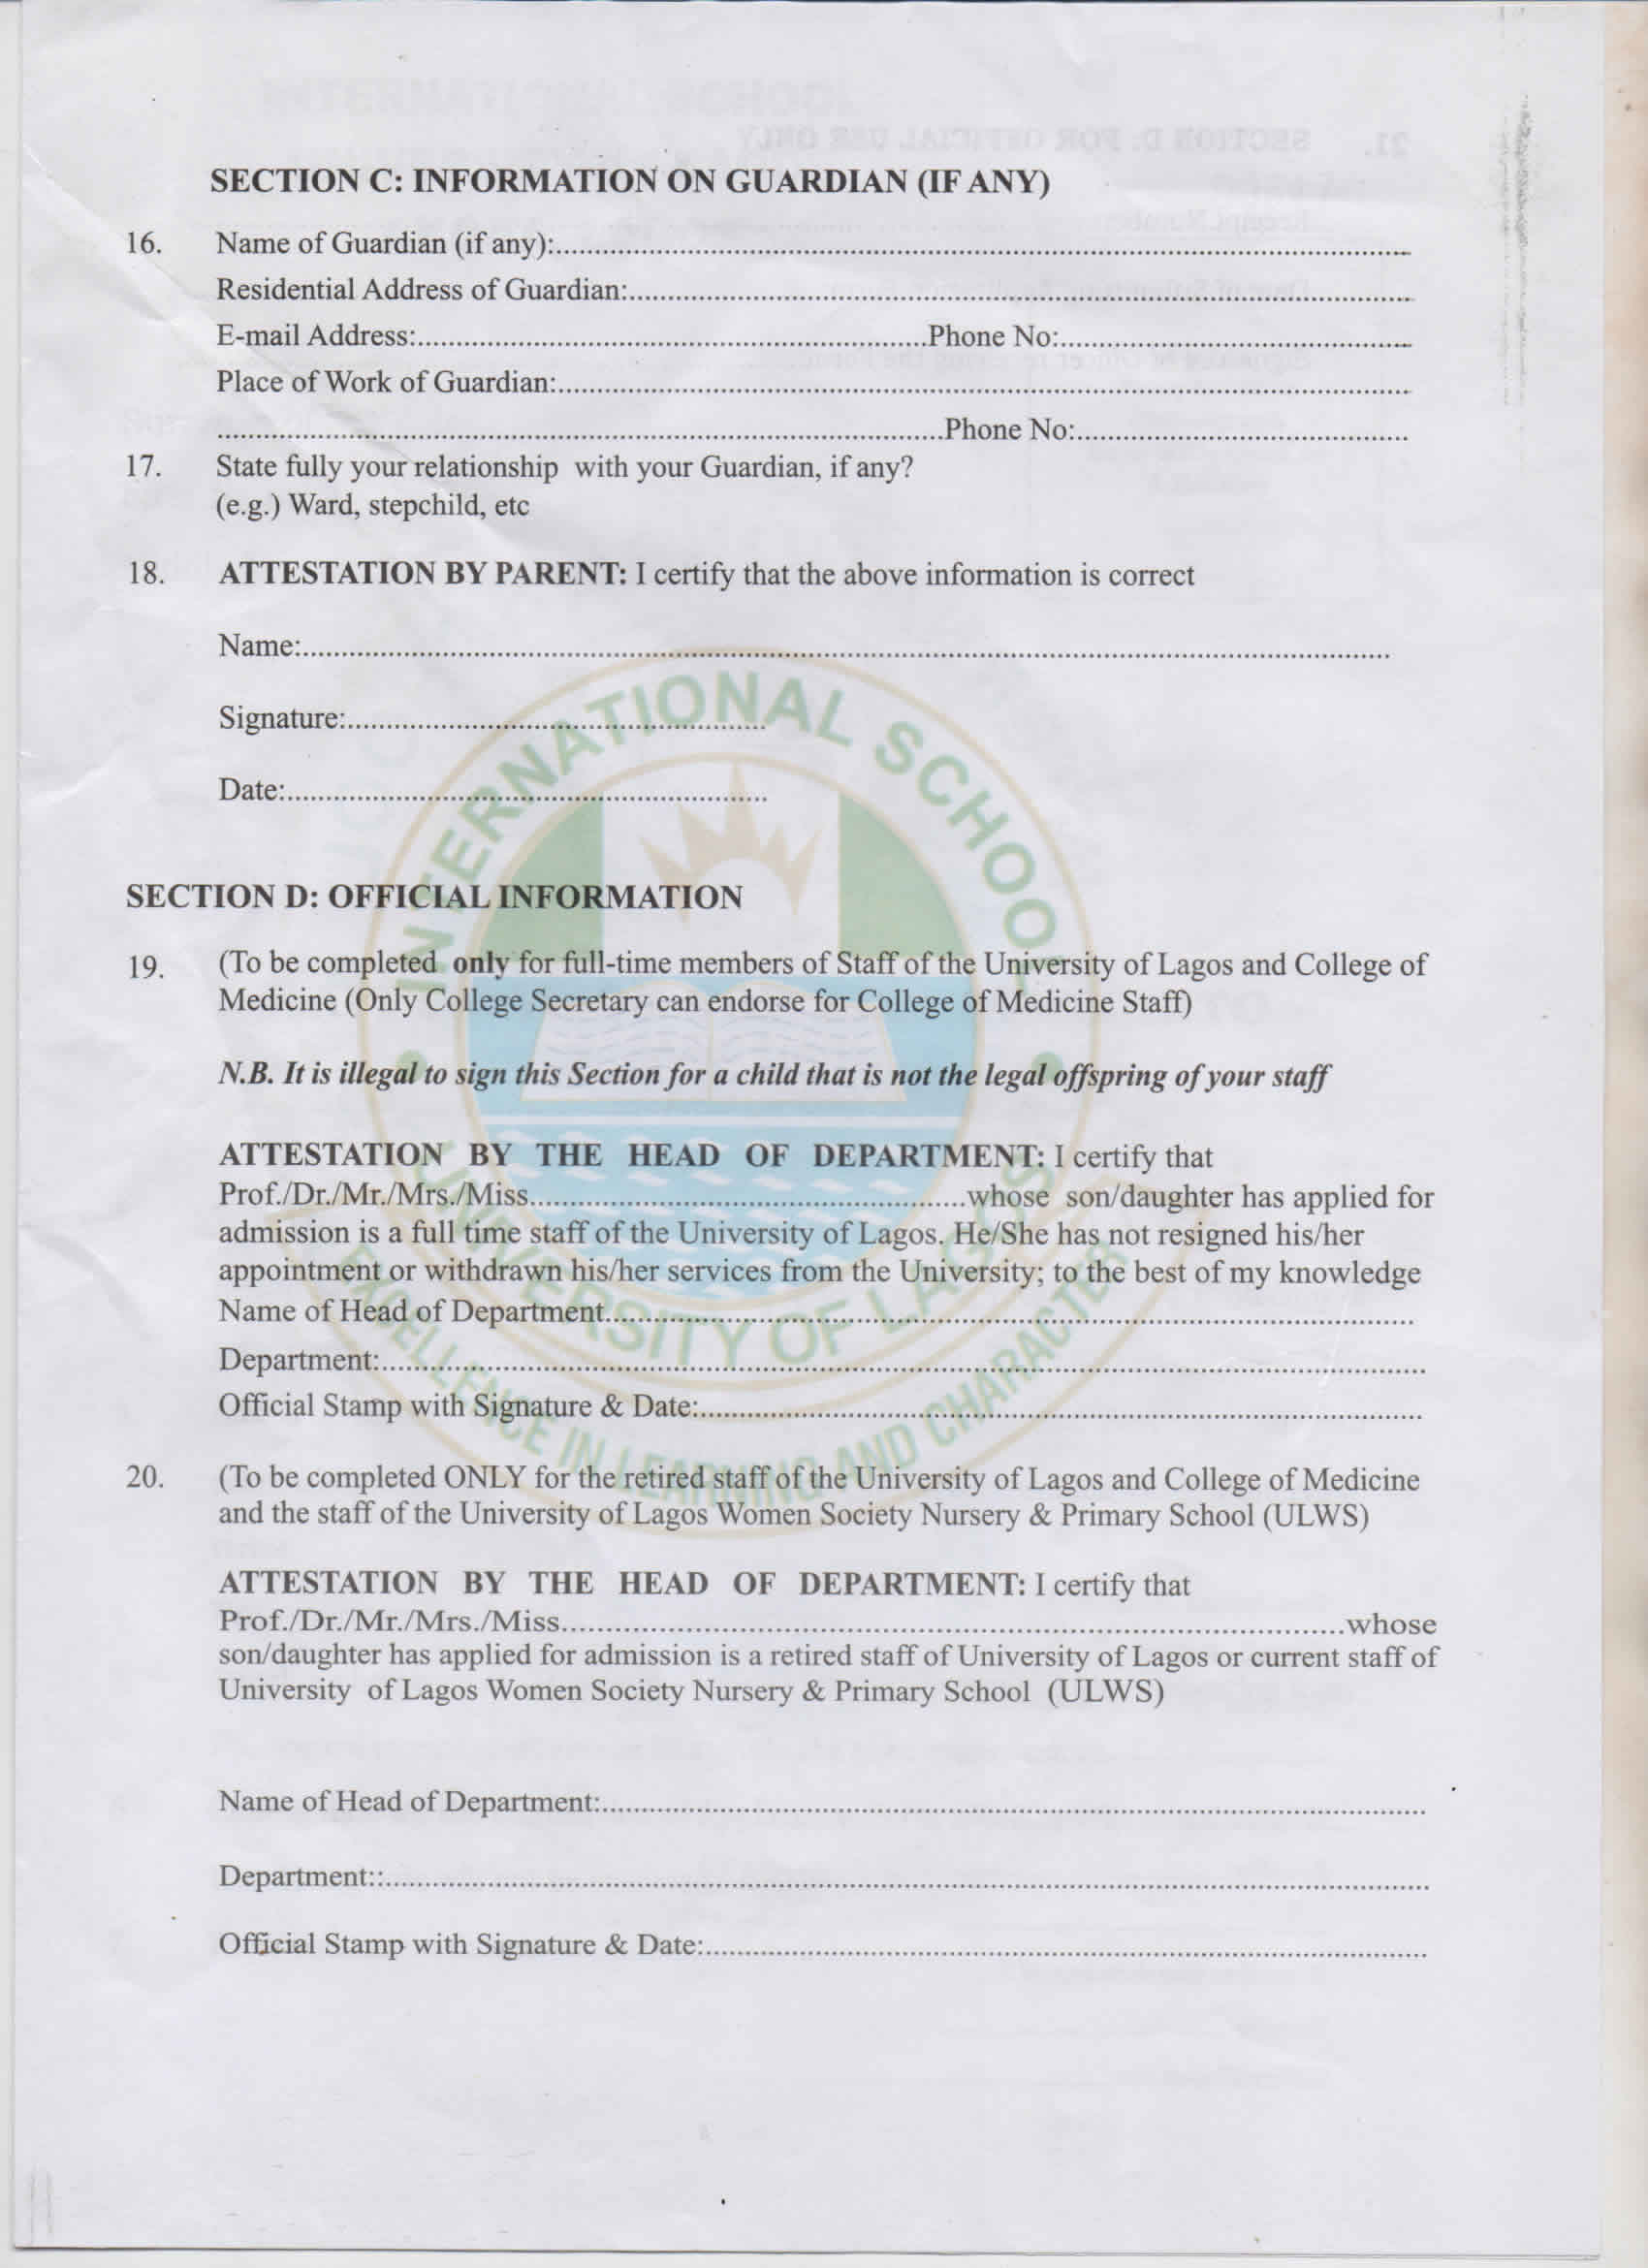 SECTION C: INFORMATION ON GUARDIAN (IF ANY)
16. Name of Guardian (if any):................................................................
Residential Address of Guardian:................................................................
E-mail Address:................................................................Phone No:................................................
Place of Work of Guardian:................................................................
................................................................Phone No:................................................
17. State fully your relationship with your Guardian, if any?
(e.g.) Ward, stepchild, etc
18. ATTESTATION BY PARENT: I certify that the above information is correct
Name:................................................................
Signature:................................................................
Date:................................................................
SECTION D: OFFICIAL INFORMATION
19. (To be completed only for full-time members of Staff of the University of Lagos and College of
Medicine (Only College Secretary can endorse for College of Medicine Staff)
N.B. It is illegal to sign this Section for a child that is not the legal offspring of your staff
ATTESTATION BY THE HEAD OF DEPARTMENT: I certify that
Prof./Dr./Mr./Mrs./Miss........................................................whose son/daughter has applied for
admission is a full time staff of the University of Lagos. He/She has not resigned his/her
appointment or withdrawn his/her services from the University; to the best of my knowledge
Name of Head of Department................................................................
Department:................................................................
Official Stamp with Signature & Date:................................................................
20. (To be completed ONLY for the retired staff of the University of Lagos and College of Medicine
and the staff of the University of Lagos Women Society Nursery & Primary School (ULWS)
ATTESTATION BY THE HEAD OF DEPARTMENT: I certify that
Prof./Dr./Mr./Mrs./Miss................................................................whose
son/daughter has applied for admission is a retired staff of University of Lagos or current staff of
University of Lagos Women Society Nursery & Primary School (ULWS)
Name of Head of Department:................................................................
Department::................................................................
Official Stamp with Signature & Date:................................................................
INTERNATIONAL SCHOOL
UNIVERSITY OF LAGOS
EXCELLENCE IN LEARNING AND CHARACTER